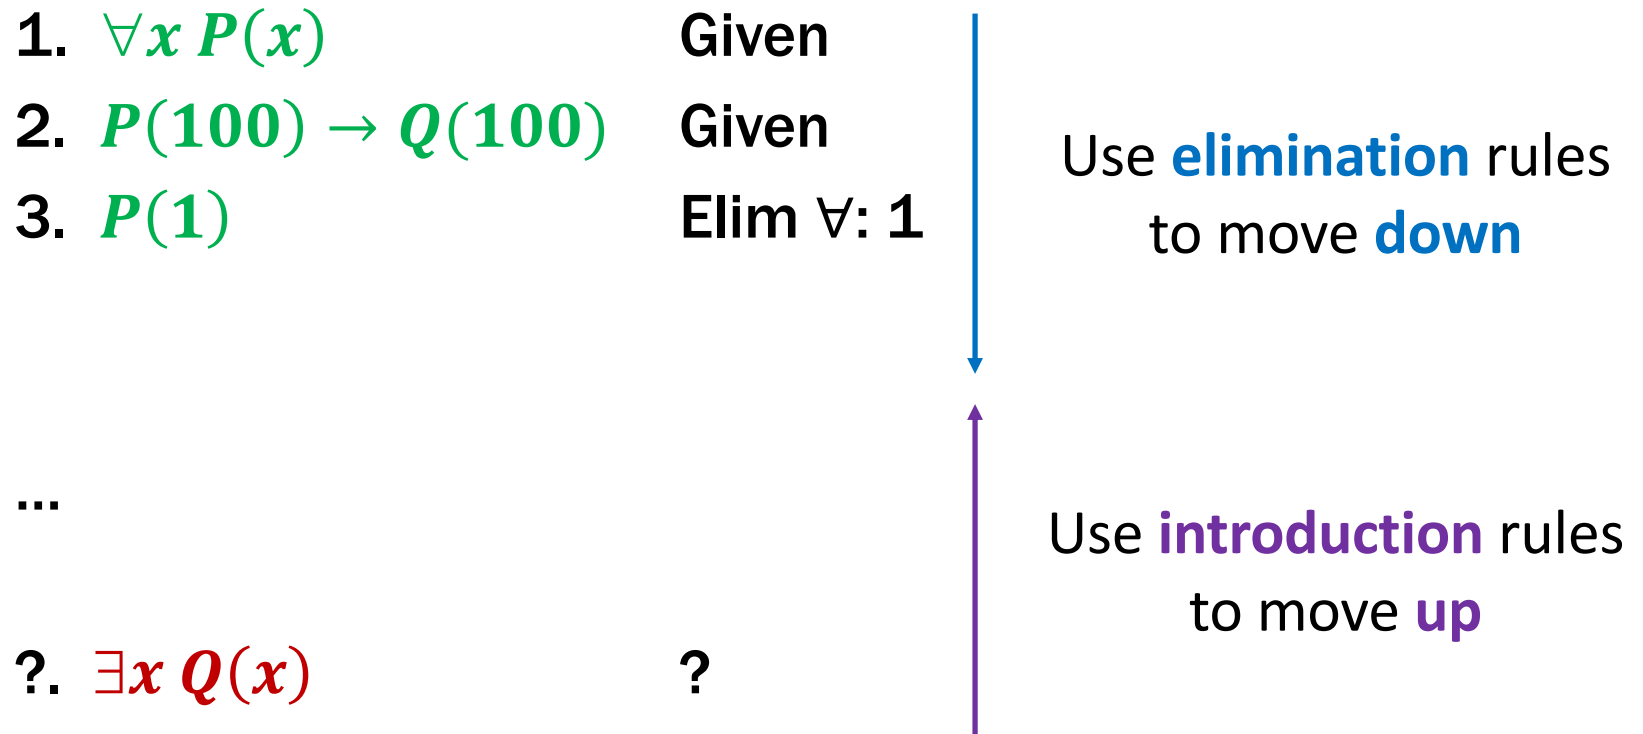 1. ∀x P(x) Given
2. P(100) → Q(100) Given
3. P(1) Elim ∀: 1
Use elimination rules
to move down
...
Use introduction rules
to move up
?. ∃x Q(x) ?